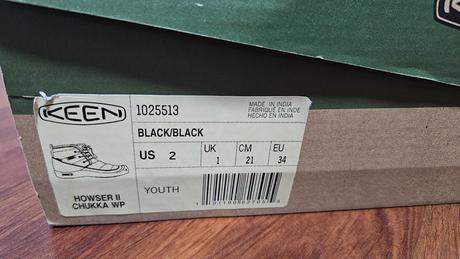 KEEN
1025513
MADE IN INDIA
FABRIQUÉ EN INDE
HECHO EN INDIA
BLACK/BLACK
US 2
UK 1
CM 21
EU 34
YOUTH
HOWSER II
CHUKKA WP